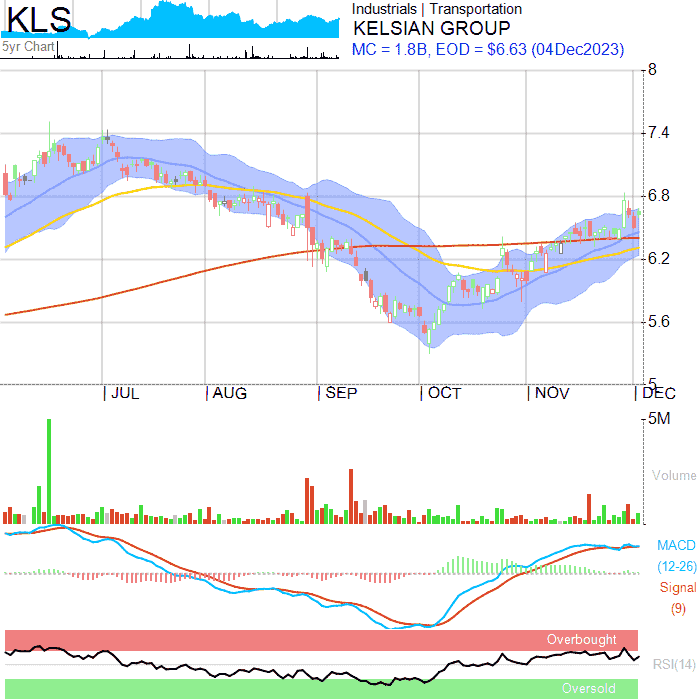 KLS
5yr Chart
Industrials | Transportation
KELSIAN GROUP
MC = 1.8B, EOD = $6.63 (04Dec2023)
8
7.4
6.8
6.2
5.6
5
| JUL | AUG | SEP | OCT | NOV | DEC
5M
Volume
MACD
(12-26)
Signal
(9)
Overbought
RSI(14)
Oversold